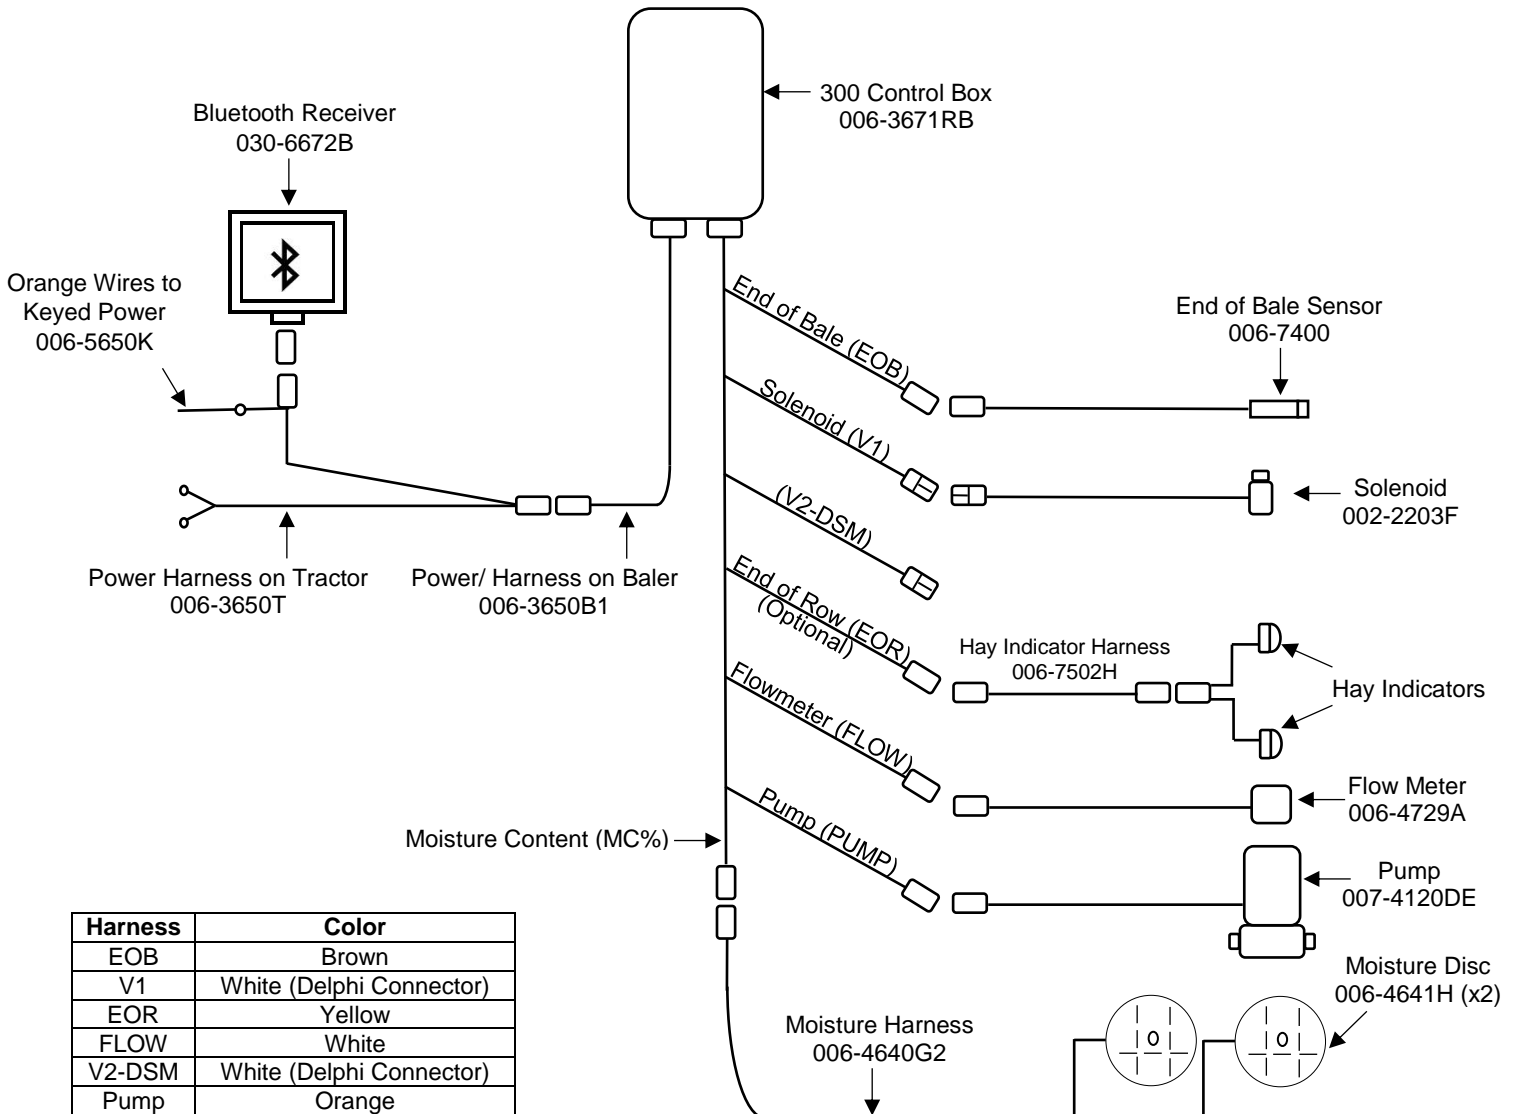 300 Control Box
006-3671RB
Bluetooth Receiver
030-6672B
Orange Wires to
Keyed Power
006-5650K
Power Harness on Tractor
006-3650T
Power/ Harness on Baler
006-3650B1
End of Bale (EOB)
End of Bale Sensor
006-7400
Solenoid (V1)
Solenoid
002-2203F
(V2-DSM)
End of Row (EOR)
(Optional)
Hay Indicator Harness
006-7502H
Hay Indicators
Flowmeter (FLOW)
Flow Meter
006-4729A
Pump (PUMP)
Pump
007-4120DE
Moisture Content (MC%)
Moisture Disc
006-4641H (x2)
Moisture Harness
006-4640G2
Harness Color
EOB Brown
V1 White (Delphi Connector)
EOR Yellow
FLOW White
V2-DSM White (Delphi Connector)
Pump Orange